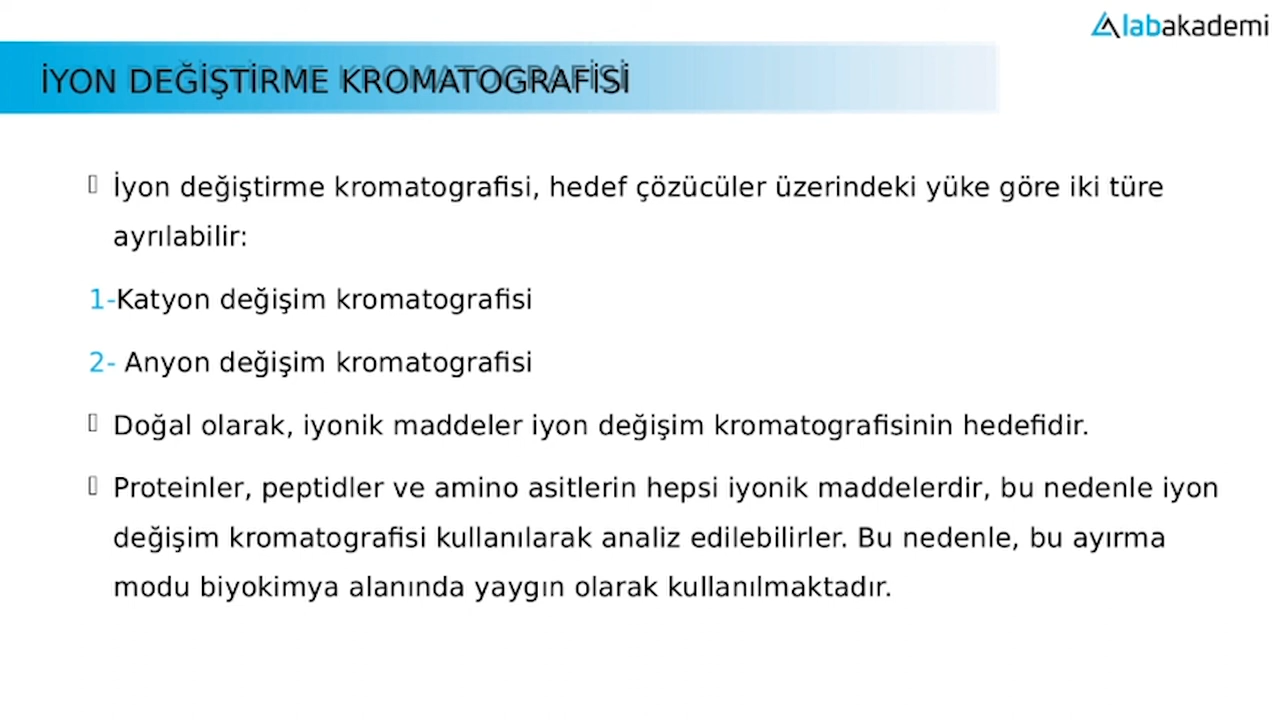 labakademi
İYON DEĞİŞTİRME KROMATOGRAFİSİ
İyon değiştirme kromatografisi, hedef çözücüler üzerindeki yüke göre iki türe
ayrılabilir:
1-Katyon değişim kromatografisi
2- Anyon değişim kromatografisi
Doğal olarak, iyonik maddeler iyon değişim kromatografisinin hedefidir.
Proteinler, peptidler ve amino asitlerin hepsi iyonik maddelerdir, bu nedenle iyon
değişim kromatografisi kullanılarak analiz edilebilirler. Bu nedenle, bu ayırma
modu biyokimya alanında yaygın olarak kullanılmaktadır.